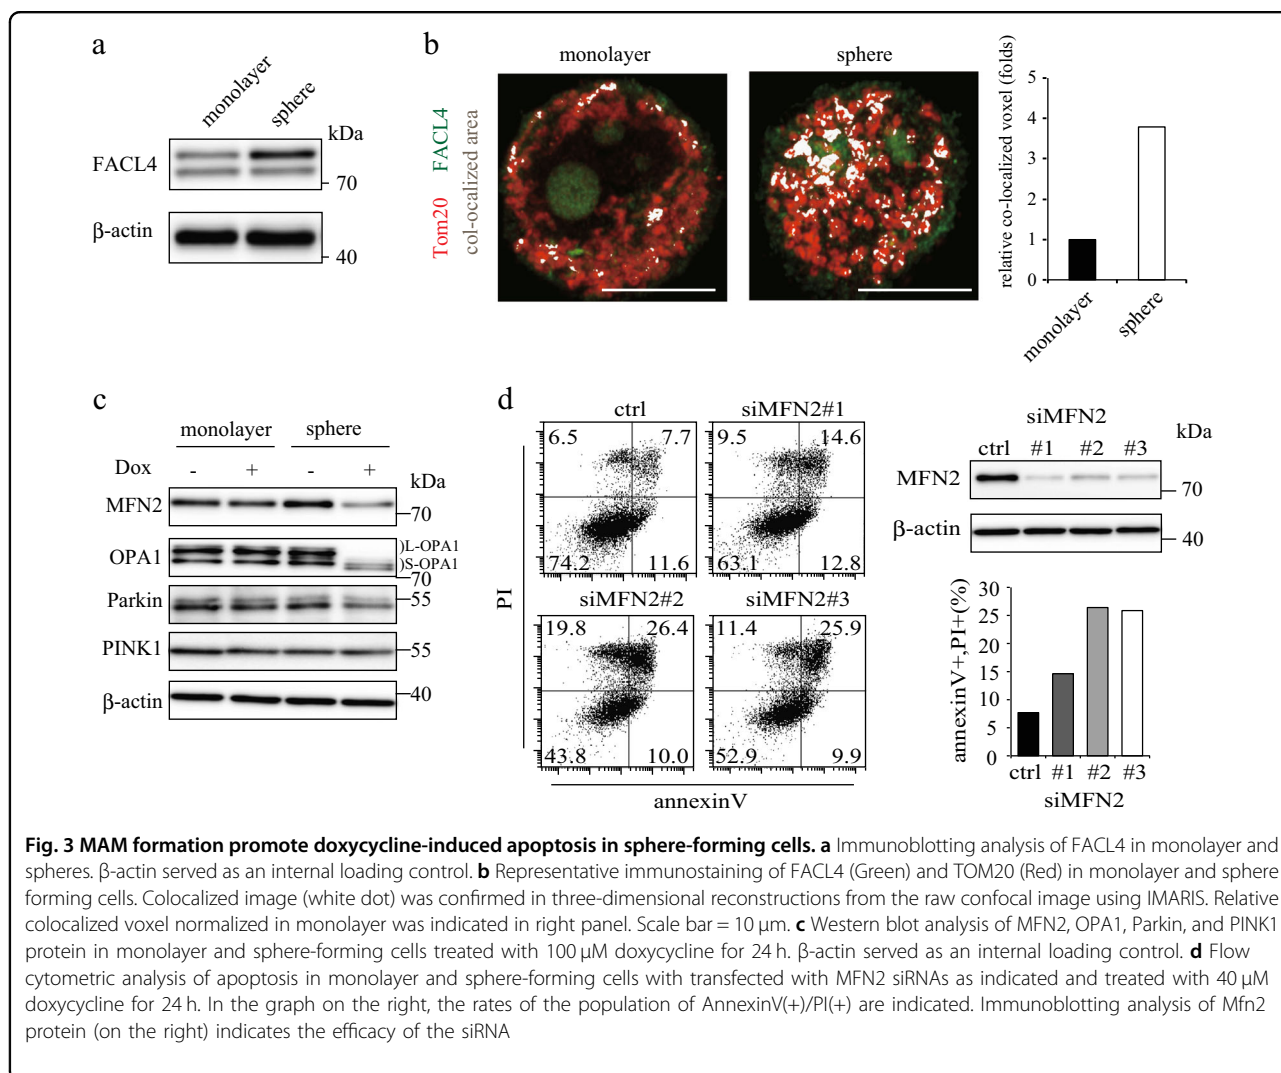 a
monolayer
sphere
kDa
FACL4
70
β-actin
40
b
monolayer
sphere
Tom20 FACL4
col-ocalized area
relative co-localized voxel (folds)
5
4
3
2
1
0
monolayer
sphere
c
monolayer sphere
Dox - + - +
kDa
MFN2
70
OPA1
)L-OPA1
)S-OPA1
70
Parkin
55
PINK1
55
β-actin
40
d
ctrl
6.5 7.7
74.2 11.6
siMFN2#1
9.5 14.6
63.1 12.8
siMFN2#2
19.8 26.4
43.8 10.0
siMFN2#3
11.4 25.9
52.9 9.9
PI
annexinV
siMFN2
ctrl #1 #2 #3
kDa
MFN2
70
β-actin
40
annexinV+,PI+(%)
30
25
20
15
10
5
0
ctrl #1 #2 #3
siMFN2
Fig. 3 MAM formation promote doxycycline-induced apoptosis in sphere-forming cells. a Immunoblotting analysis of FACL4 in monolayer and
spheres. β-actin served as an internal loading control. b Representative immunostaining of FACL4 (Green) and TOM20 (Red) in monolayer and sphere
forming cells. Colocalized image (white dot) was confirmed in three-dimensional reconstructions from the raw confocal image using IMARIS. Relative
colocalized voxel normalized in monolayer was indicated in right panel. Scale bar = 10 µm. c Western blot analysis of MFN2, OPA1, Parkin, and PINK1
protein in monolayer and sphere-forming cells treated with 100 µM doxycycline for 24 h. β-actin served as an internal loading control. d Flow
cytometric analysis of apoptosis in monolayer and sphere-forming cells with transfected with MFN2 siRNAs as indicated and treated with 40 µM
doxycycline for 24 h. In the graph on the right, the rates of the population of AnnexinV(+)/PI(+) are indicated. Immunoblotting analysis of Mfn2
protein (on the right) indicates the efficacy of the siRNA